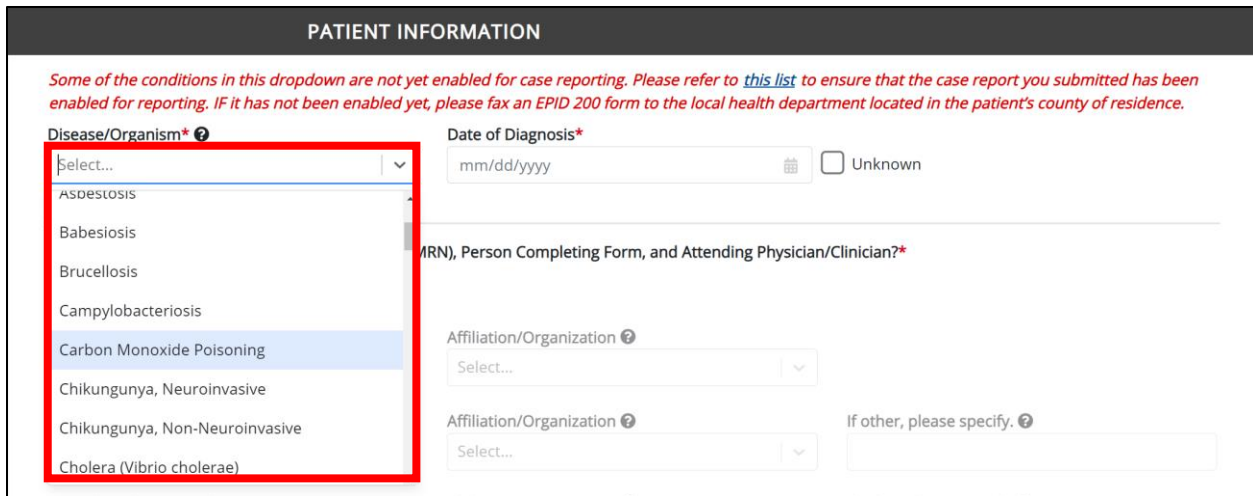 PATIENT INFORMATION
Some of the conditions in this dropdown are not yet enabled for case reporting. Please refer to this list to ensure that the case report you submitted has been
enabled for reporting. IF it has not been enabled yet, please fax an EPID 200 form to the local health department located in the patient's county of residence.
Disease/Organism*
Date of Diagnosis*
Select...
mm/dd/yyyy
Unknown
Asbestosis
Babesiosis
Brucellosis
Campylobacteriosis
Carbon Monoxide Poisoning
Chikungunya, Neuroinvasive
Chikungunya, Non-Neuroinvasive
Cholera (Vibrio cholerae)
MRN), Person Completing Form, and Attending Physician/Clinician?*
Affiliation/Organization
Select...
Affiliation/Organization
If other, please specify.
Select...